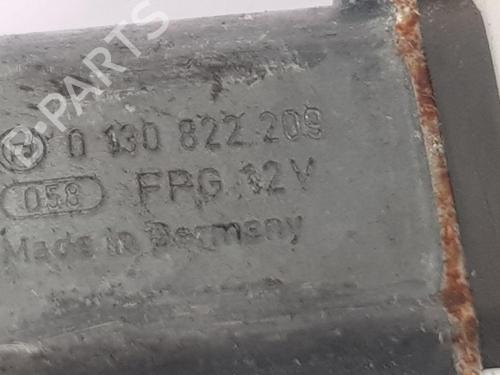 B-PARTS
0 130 822 209
058 FPG 12V
Made in Germany